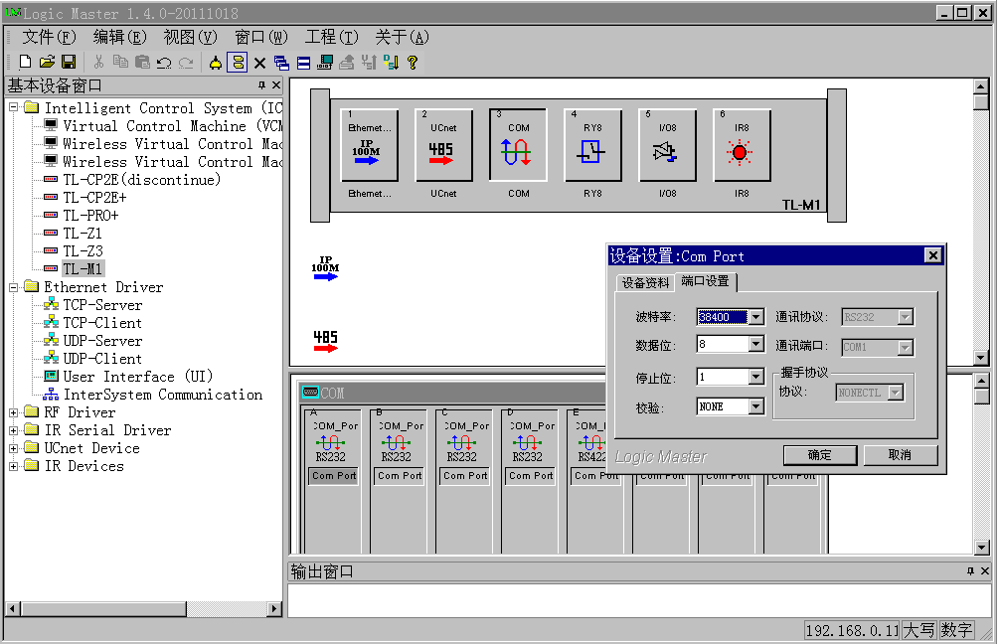 Logic Master 1.4.0-20111018
文件(F) 编辑(E) 视图(V) 窗口(W) 工程(T) 关于(A)
基本设备窗口
Intelligent Control System (IC
Virtual Control Machine (VCM
Wireless Virtual Control Mac
Wireless Virtual Control Mac
TL-CP2E(discontinue)
TL-CP2E+
TL-PRO+
TL-Z1
TL-Z3
TL-M1
Ethernet Driver
TCP-Server
TCP-Client
UDP-Server
UDP-Client
User Interface (UI)
InterSystem Communication
RF Driver
IR Serial Driver
UCnet Device
IR Devices
1 2 3 4 5 6
Ethernet... UCnet COM RY8 I/O8 IR8
IP 100M 485
Ethernet... UCnet COM RY8 I/O8 IR8
TL-M1
IP
100M
485
COM
A B C D E
COM_Por COM_Por COM_Por COM_Por COM_Por
RS232 RS232 RS232 RS232 RS422
Com Port Com Port Com Port Com Port Com Port Com Port Com Port Com Port
设备设置:Com Port
设备资料 端口设置
波特率: 38400 通讯协议: RS232
数据位: 8 通讯端口: COM1
停止位: 1 握手协议
校验: NONE 协议: NONECTL
Logic Master 确定 取消
输出窗口
192.168.0.11 大写 数字